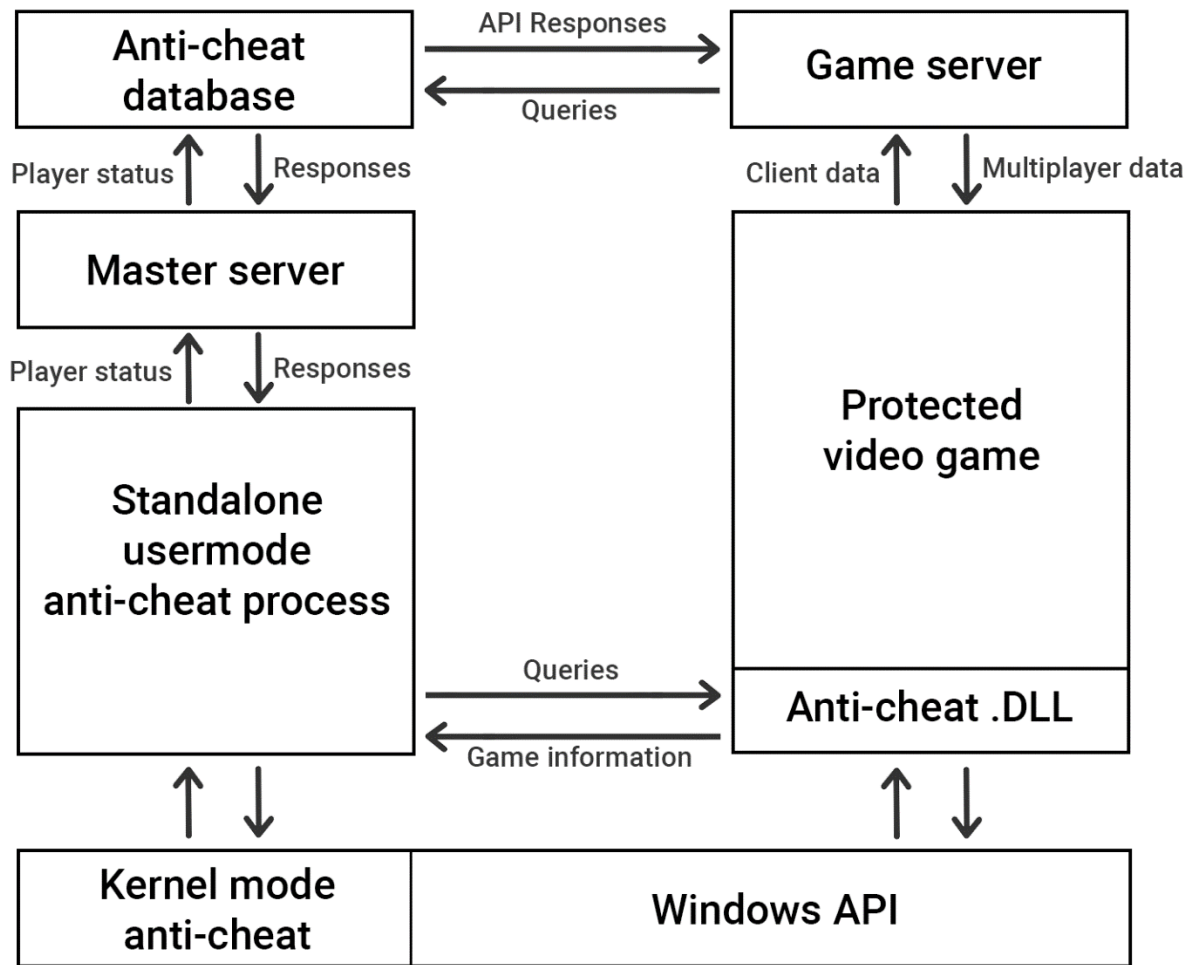 Anti-cheat
database
API Responses
Queries
Game server
Player status
Responses
Client data
Multiplayer data
Master server
Player status
Responses
Protected
video game
Standalone
usermode
anti-cheat process
Queries
Game information
Anti-cheat .DLL
Kernel mode
anti-cheat
Windows API